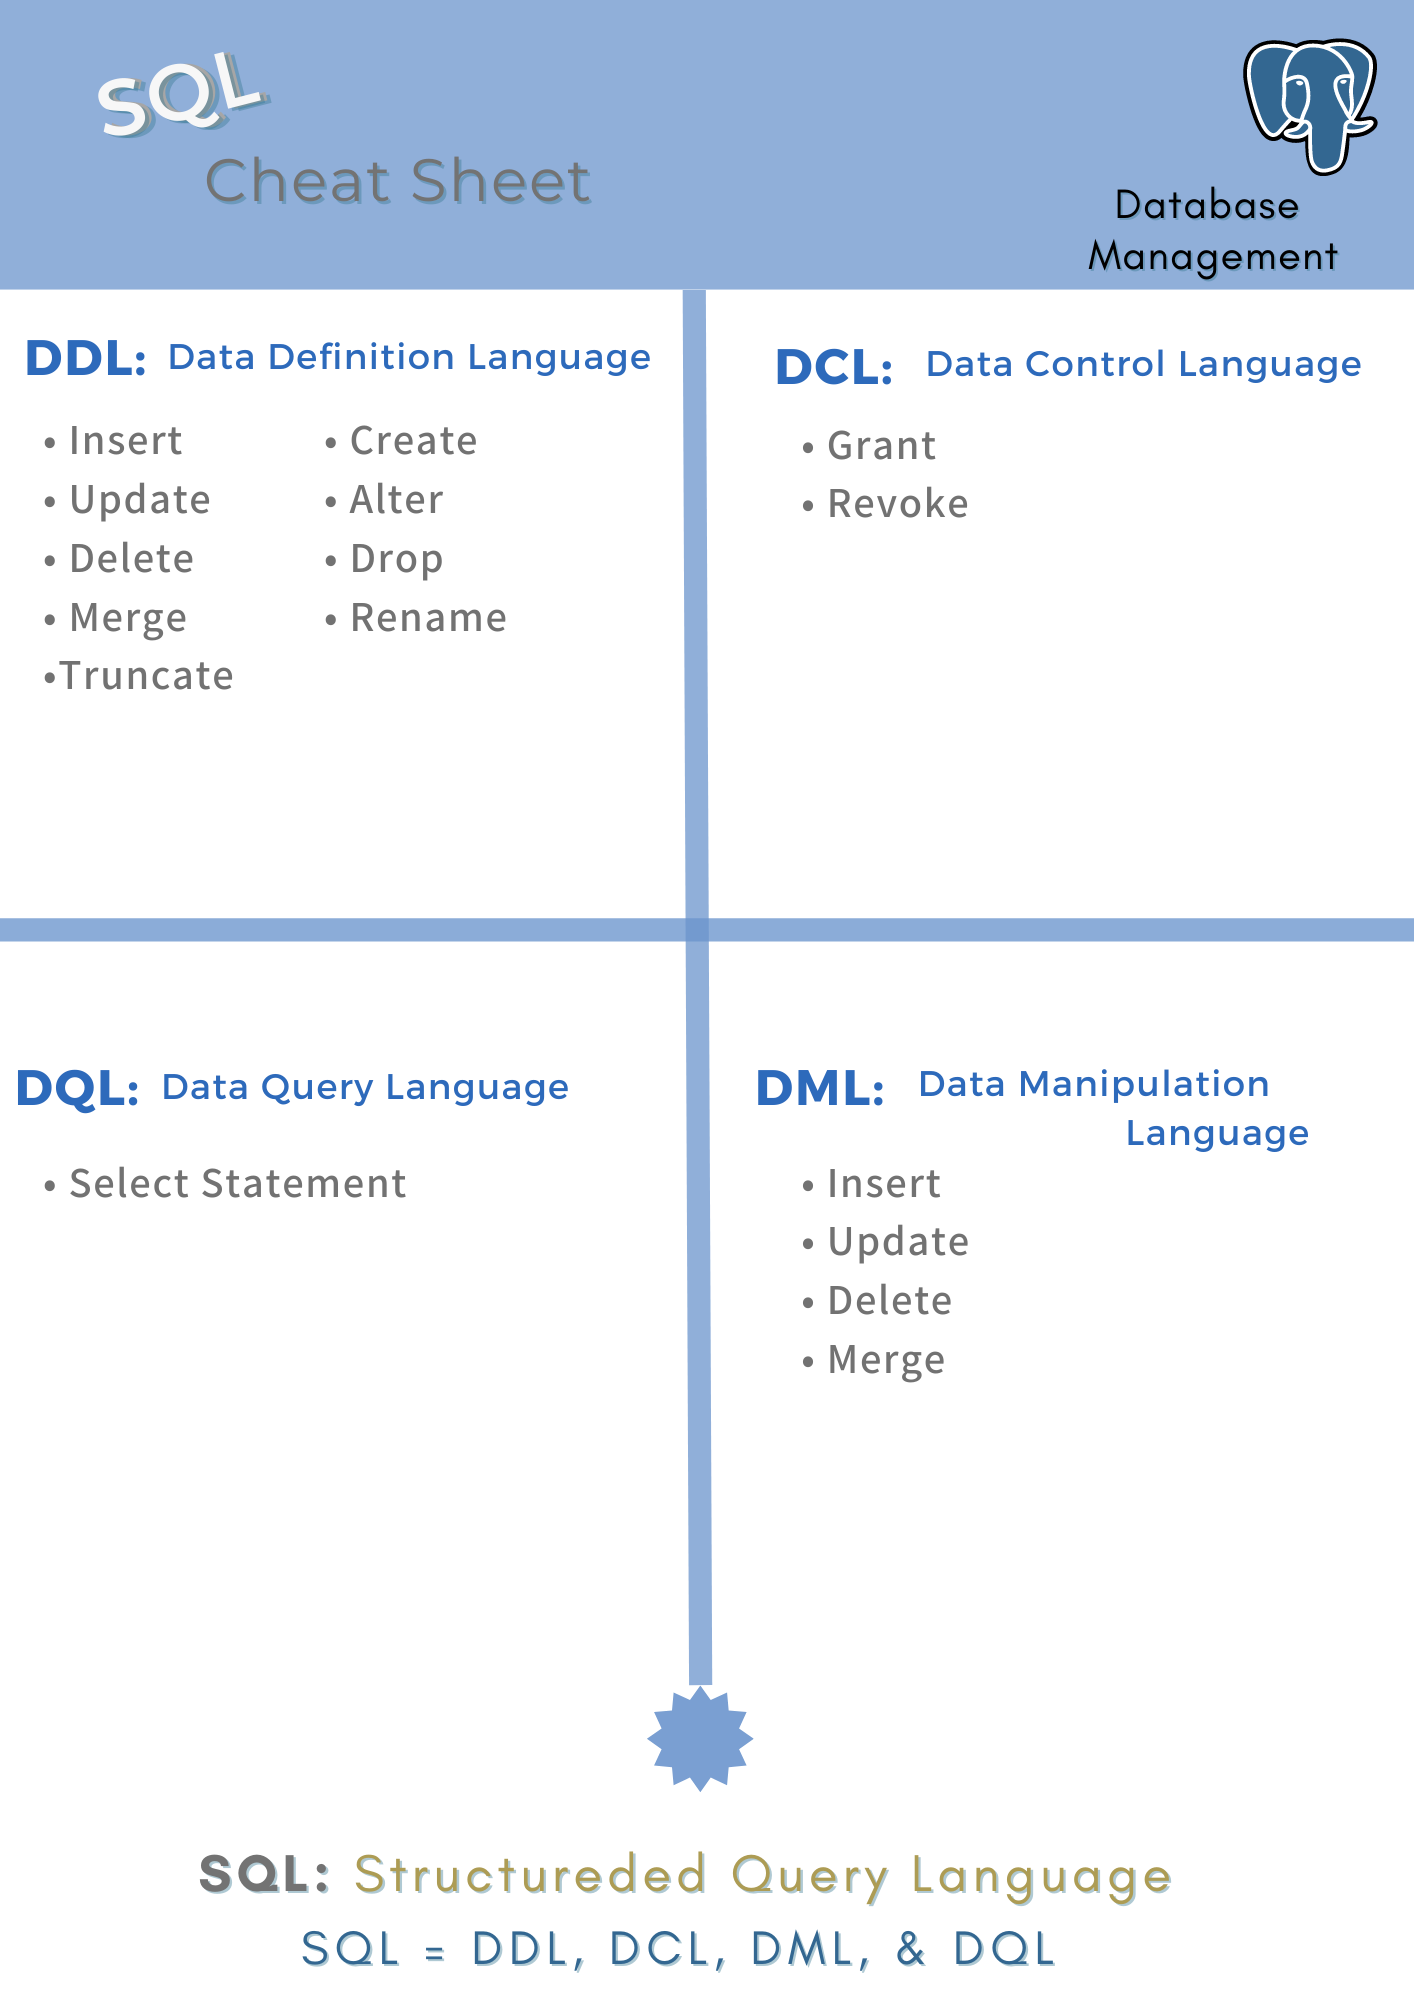 SQL
Cheat Sheet
Database
Management
DDL: Data Definition Language
• Insert
• Update
• Delete
• Merge
•Truncate
• Create
• Alter
• Drop
• Rename
DCL: Data Control Language
• Grant
• Revoke
DQL: Data Query Language
• Select Statement
DML: Data Manipulation
Language
• Insert
• Update
• Delete
• Merge
SQL: Structureded Query Language
SQL = DDL, DCL, DML, & DQL